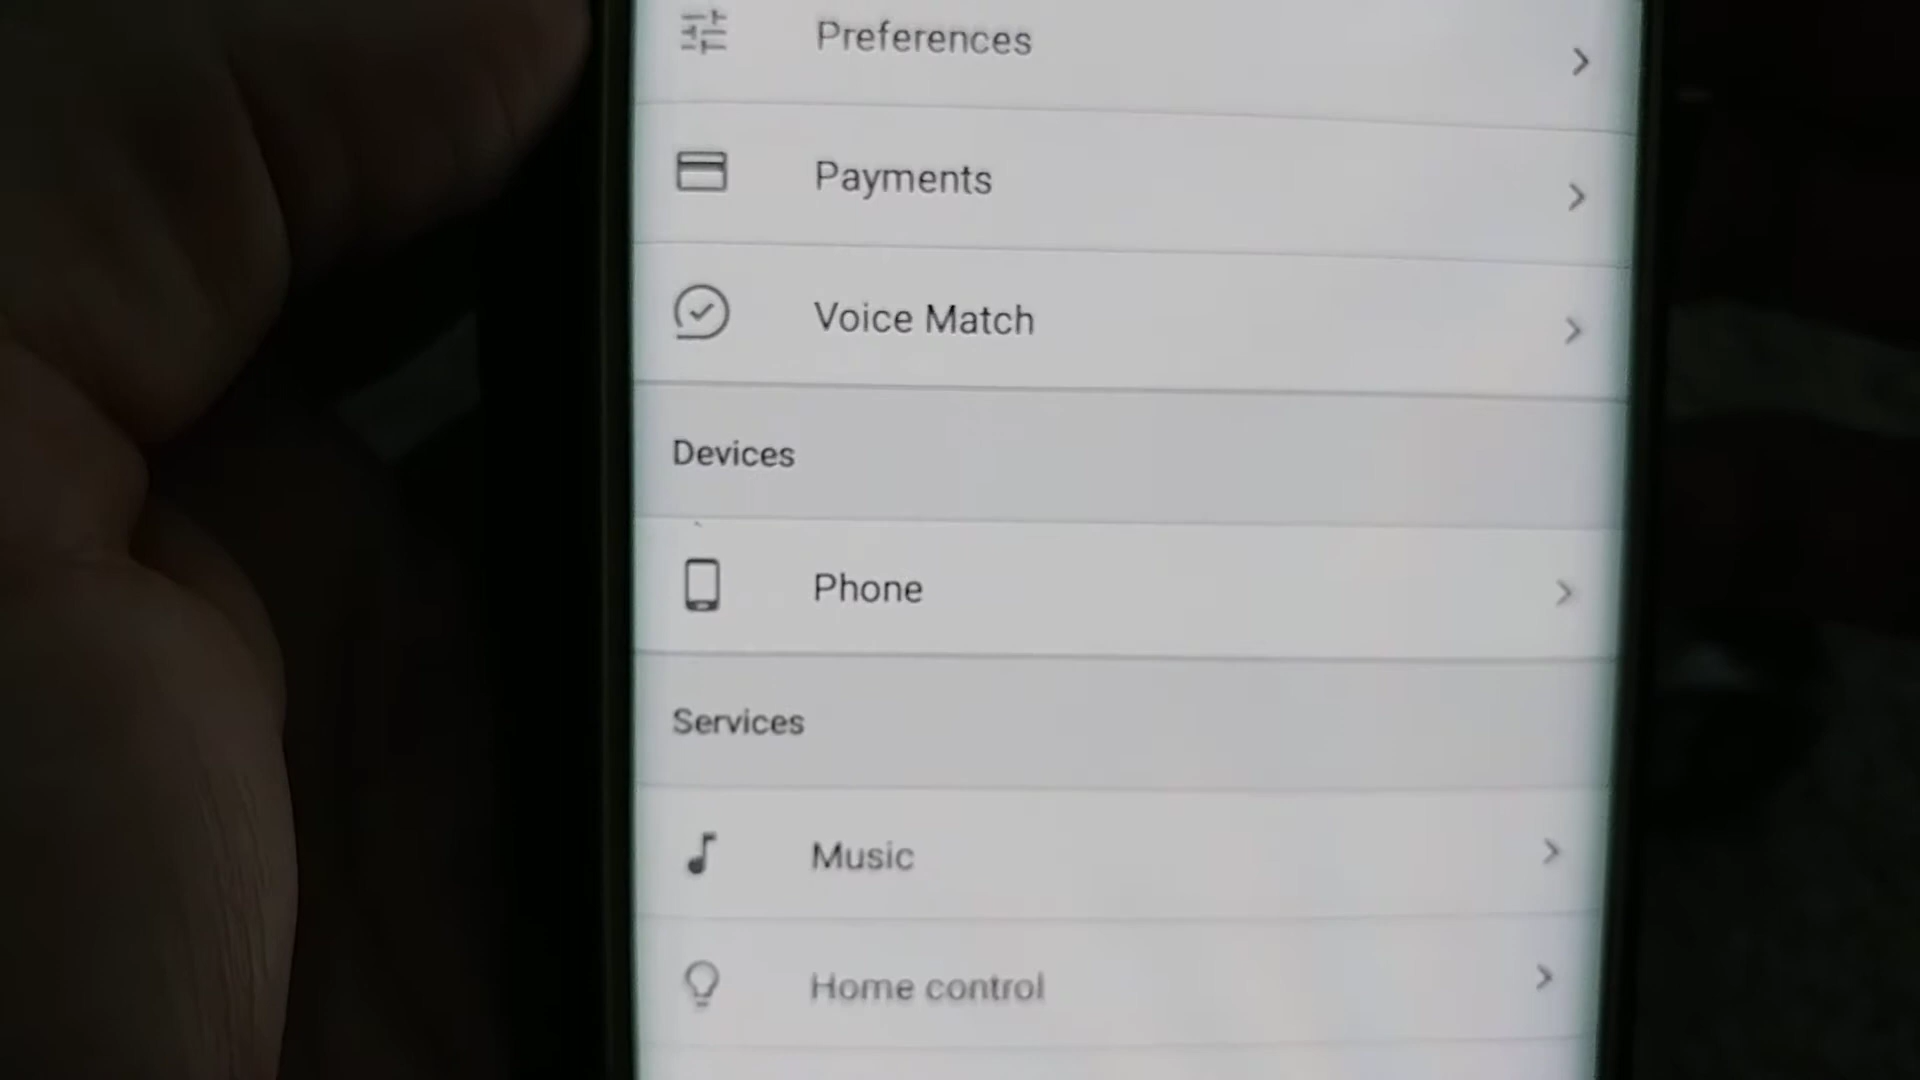 Preferences
Payments
Voice Match
Devices
Phone
Services
Music
Home control